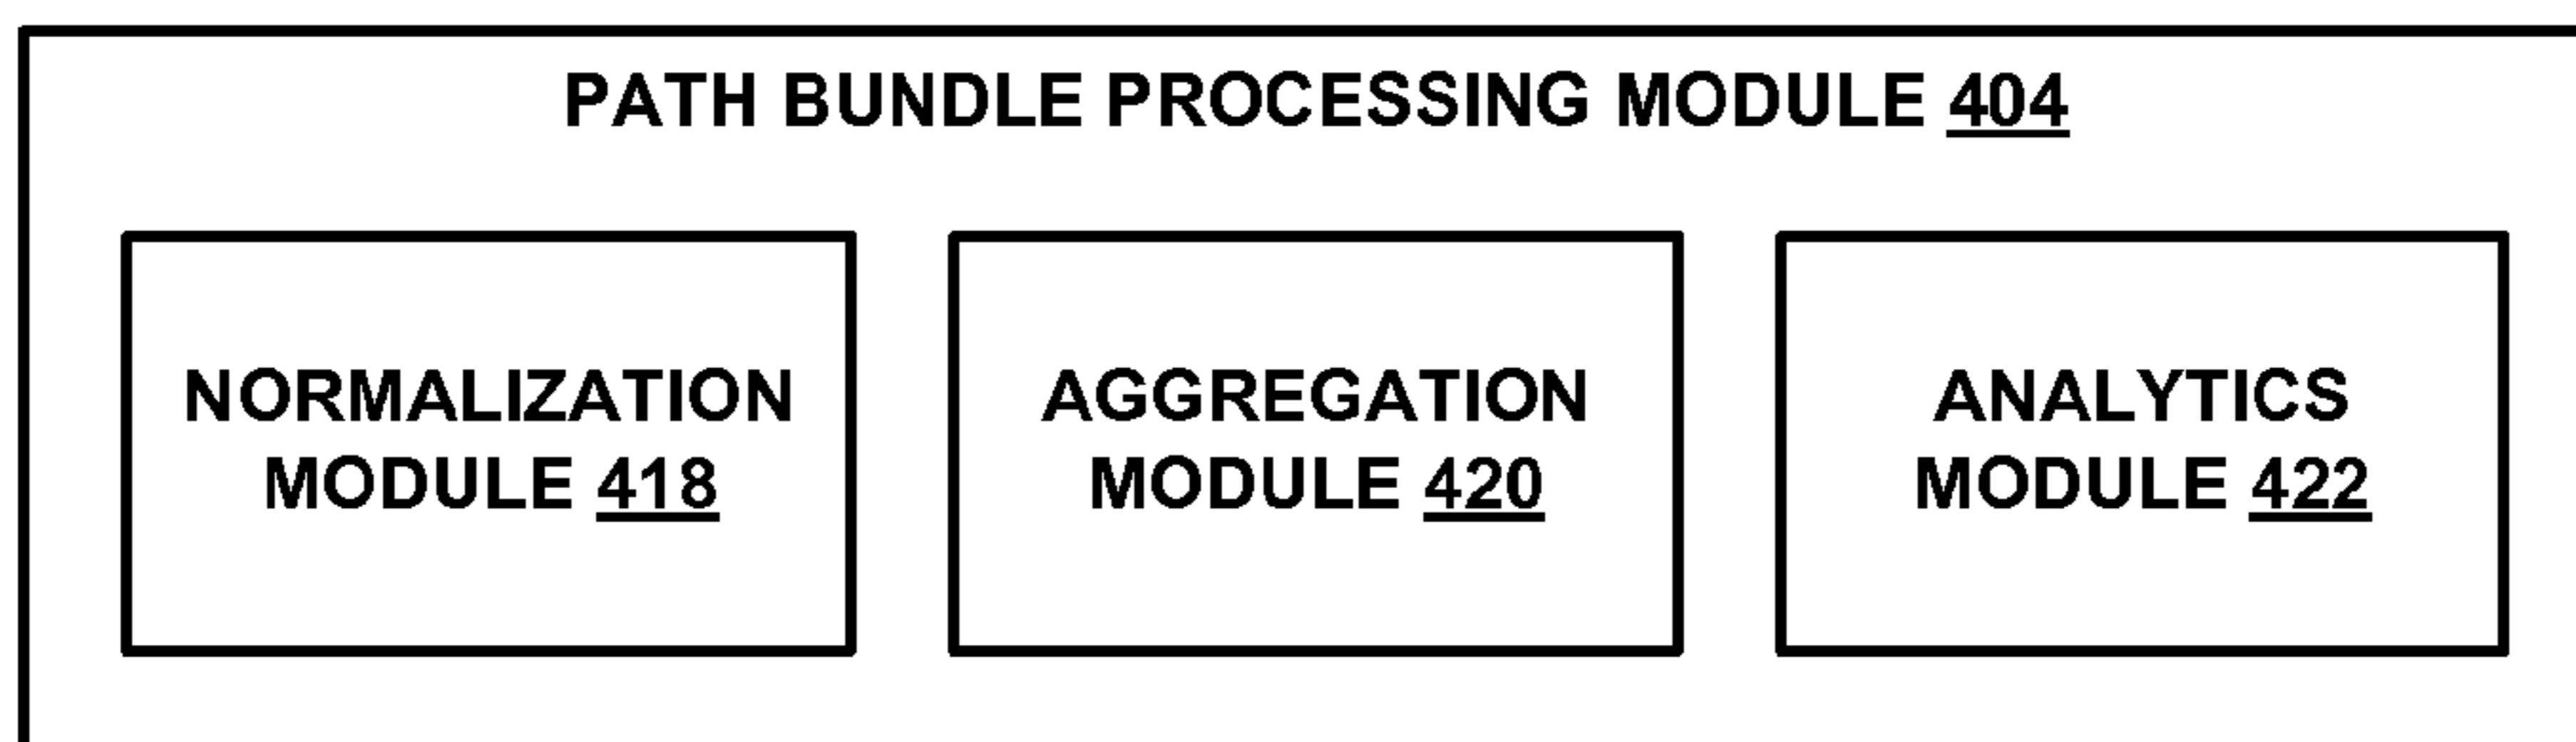 PATH BUNDLE PROCESSING MODULE 404
NORMALIZATION
MODULE 418
AGGREGATION
MODULE 420
ANALYTICS
MODULE 422